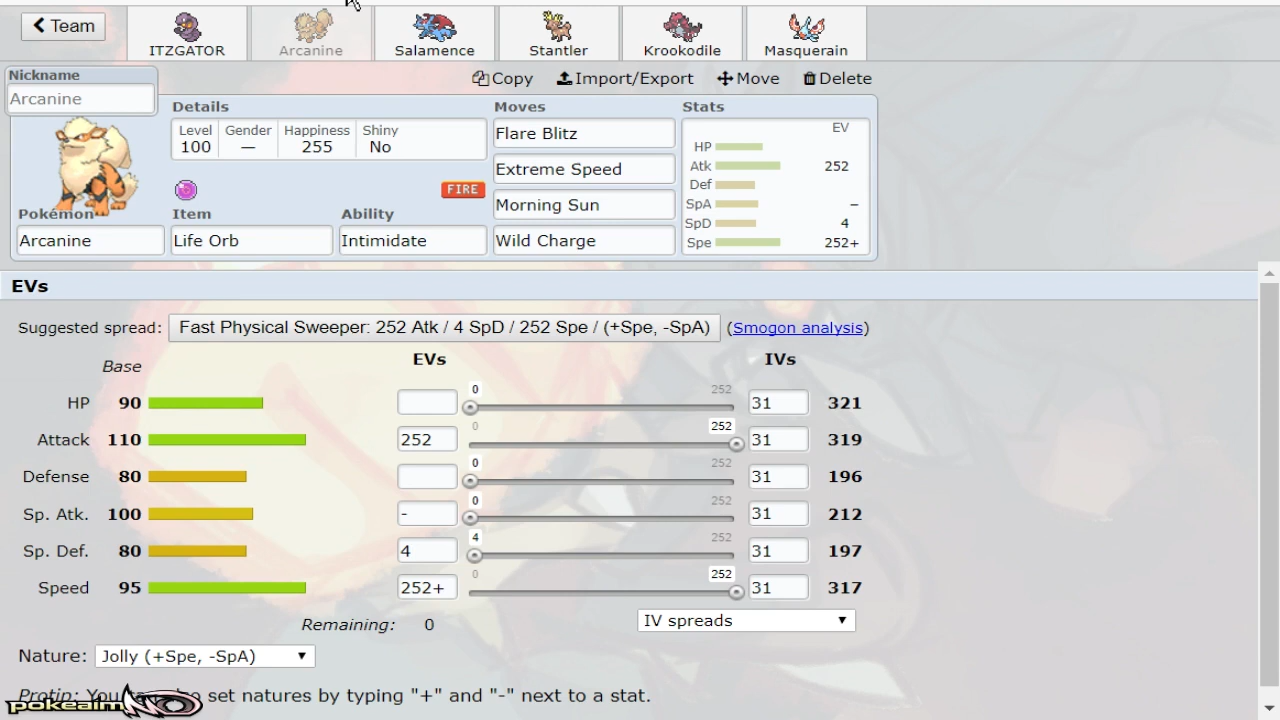 Team
ITZGATOR
Arcanine
Salamence
Stantler
Krookodile
Masquerain
Nickname
Arcanine
Copy Import/Export Move Delete
Details
Level Gender Happiness Shiny
100 — 255 No
FIRE
Pokémon Item Ability
Arcanine Life Orb Intimidate
Moves
Flare Blitz
Extreme Speed
Morning Sun
Wild Charge
Stats
EV
HP
Atk 252
Def
SpA –
SpD 4
Spe 252+
EVs
Suggested spread: Fast Physical Sweeper: 252 Atk / 4 SpD / 252 Spe / (+Spe, -SpA) (Smogon analysis)
Base EVs IVs
HP 90 0 252 31 321
Attack 110 252 0 252 31 319
Defense 80 0 252 31 196
Sp. Atk. 100 - 0 252 31 212
Sp. Def. 80 4 4 252 31 197
Speed 95 252+ 0 252 31 317
Remaining: 0 IV spreads
Nature: Jolly (+Spe, -SpA)
Protip: You set natures by typing "+" and "-" next to a stat.
pokeaimMD